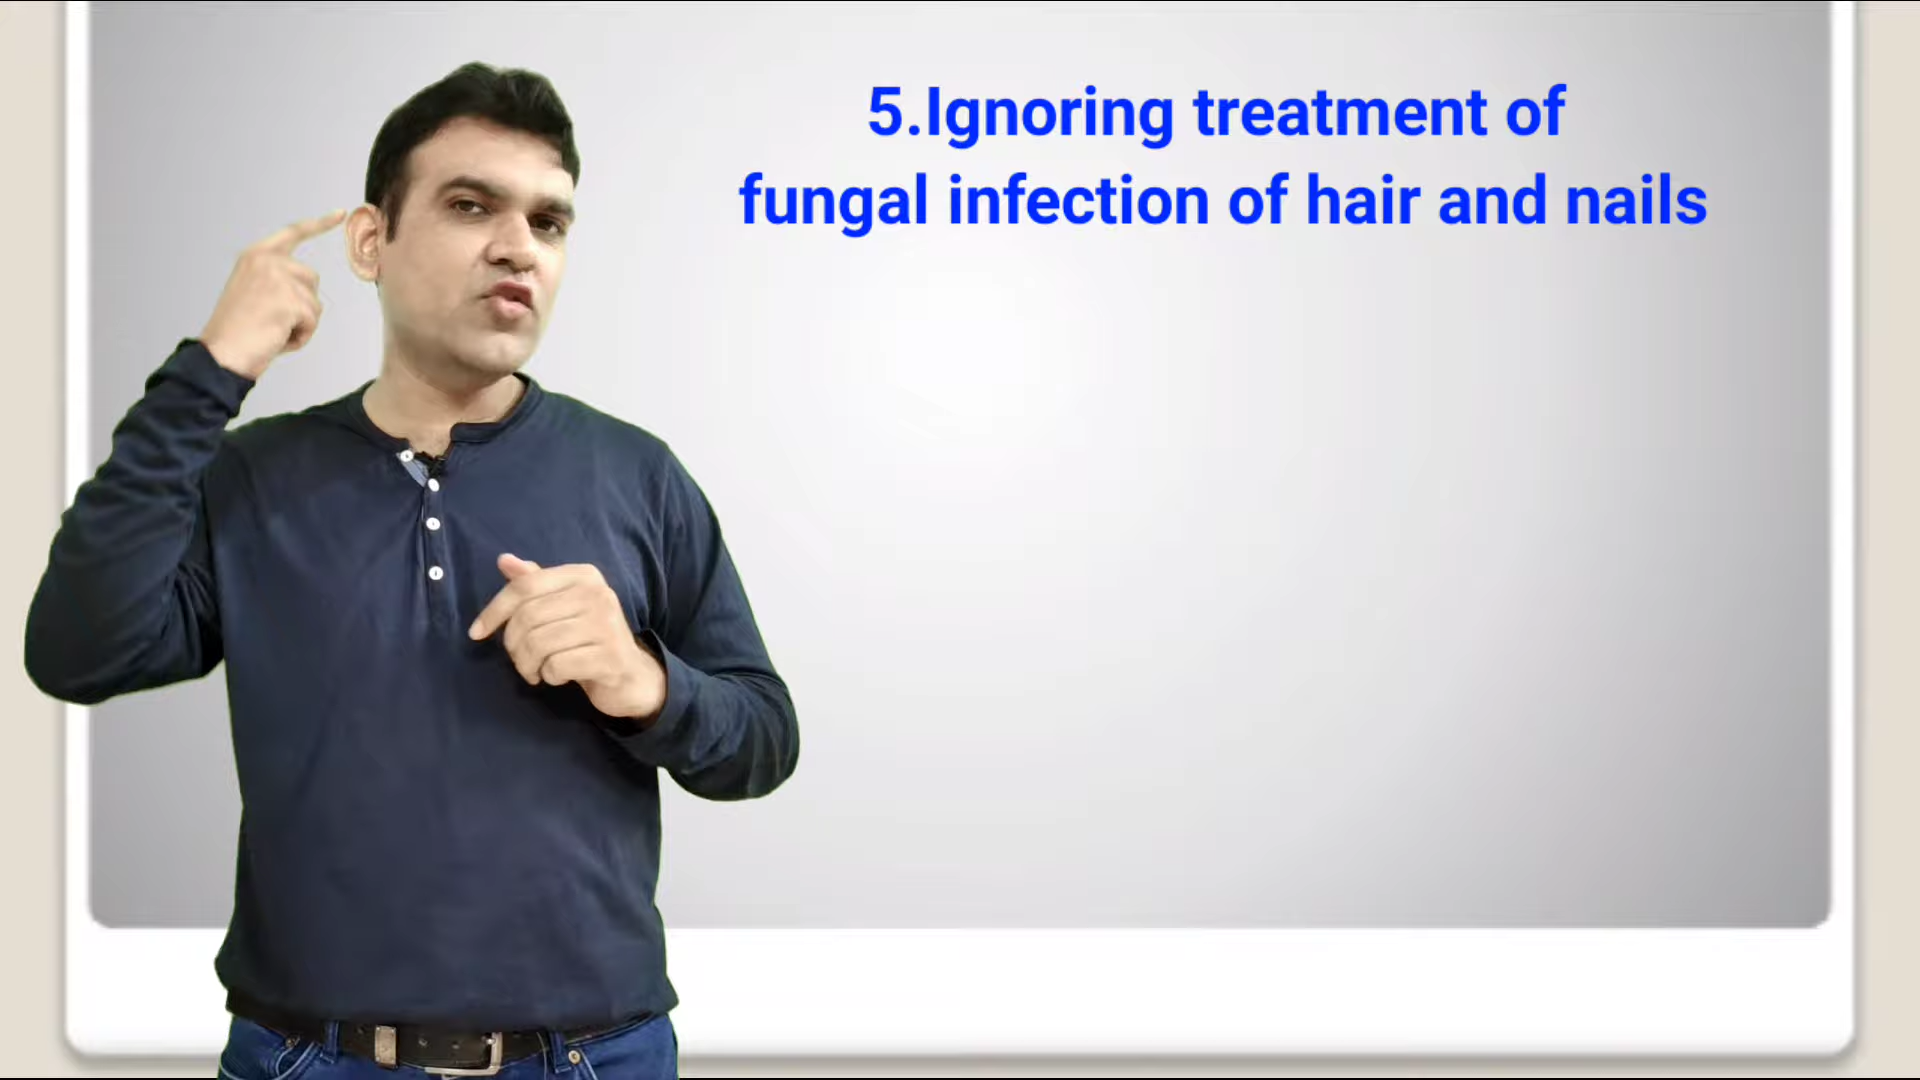 5.Ignoring treatment of
fungal infection of hair and nails